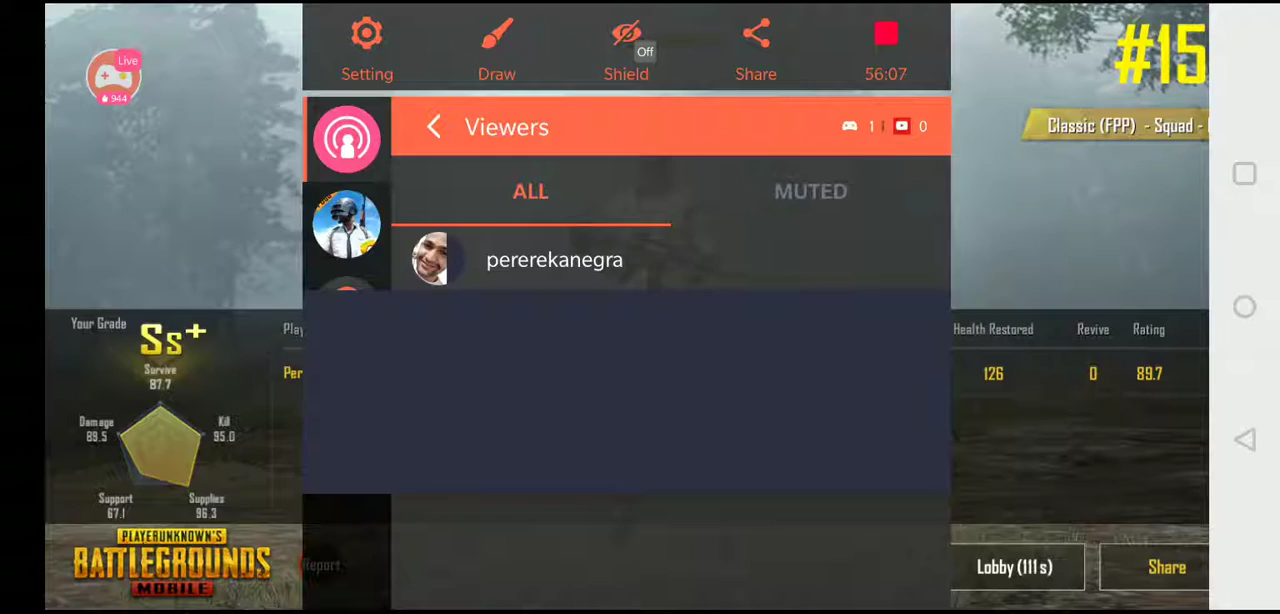 Setting
Draw
Off
Shield
Share
56:07
Live
944
#15
Viewers
1
0
Classic (FPP) - Squad -
ALL
MUTED
pererekanegra
Your Grade
Ss+
Survive
87.7
Damage
89.5
Kill
95.0
Support
67.1
Supplies
96.3
Health Restored
Revive
Rating
Per
126
0
89.7
PLAYERUNKNOWN'S
BATTLEGROUNDS
MOBILE
Report
Lobby (111s)
Share